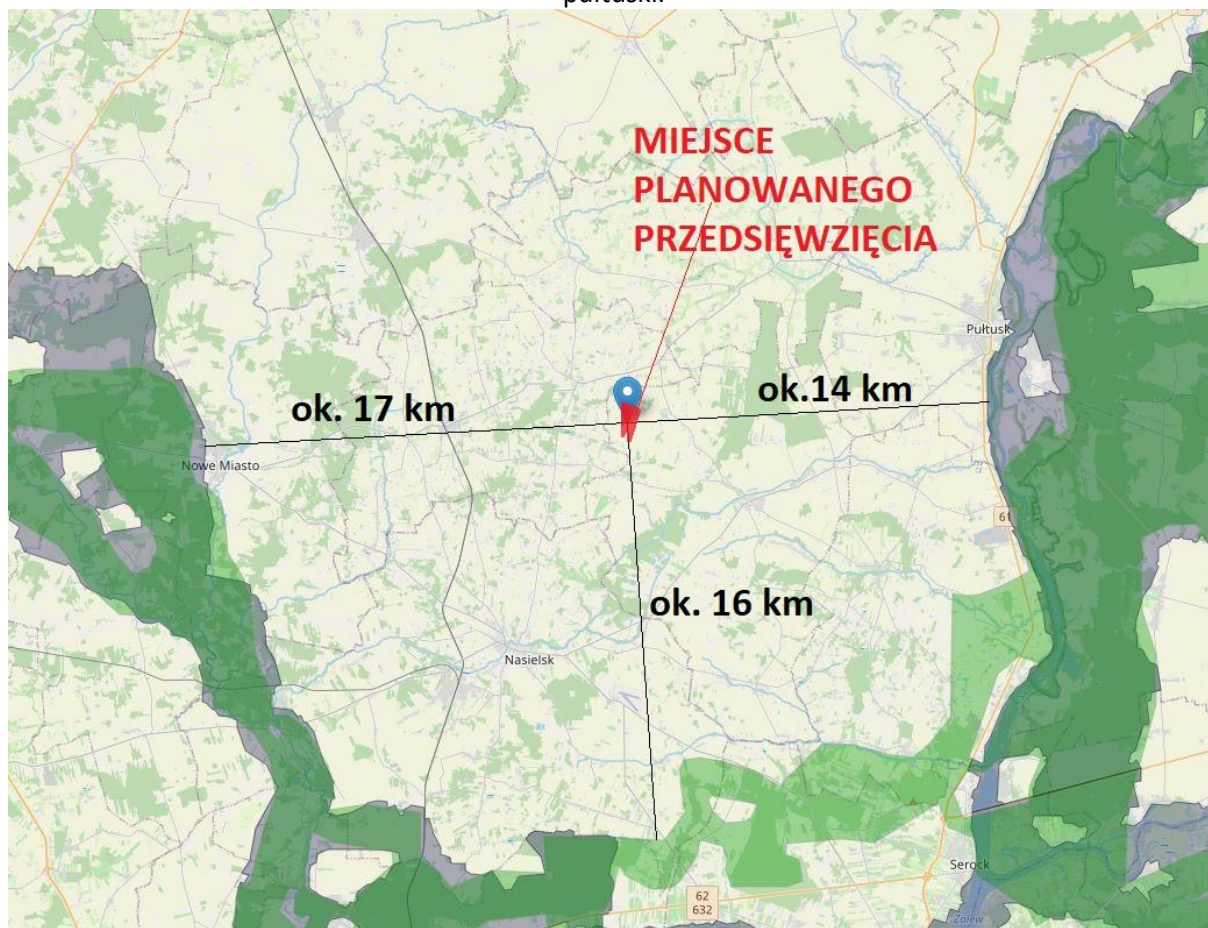 pułtuski.
MIEJSCE
PLANOWANEGO
PRZEDSIĘWZIĘCIA
Pułtusk
ok. 17 km
ok.14 km
Nowe Miasto
61
ok. 16 km
Nasielsk
Serock
62
632
Zalew